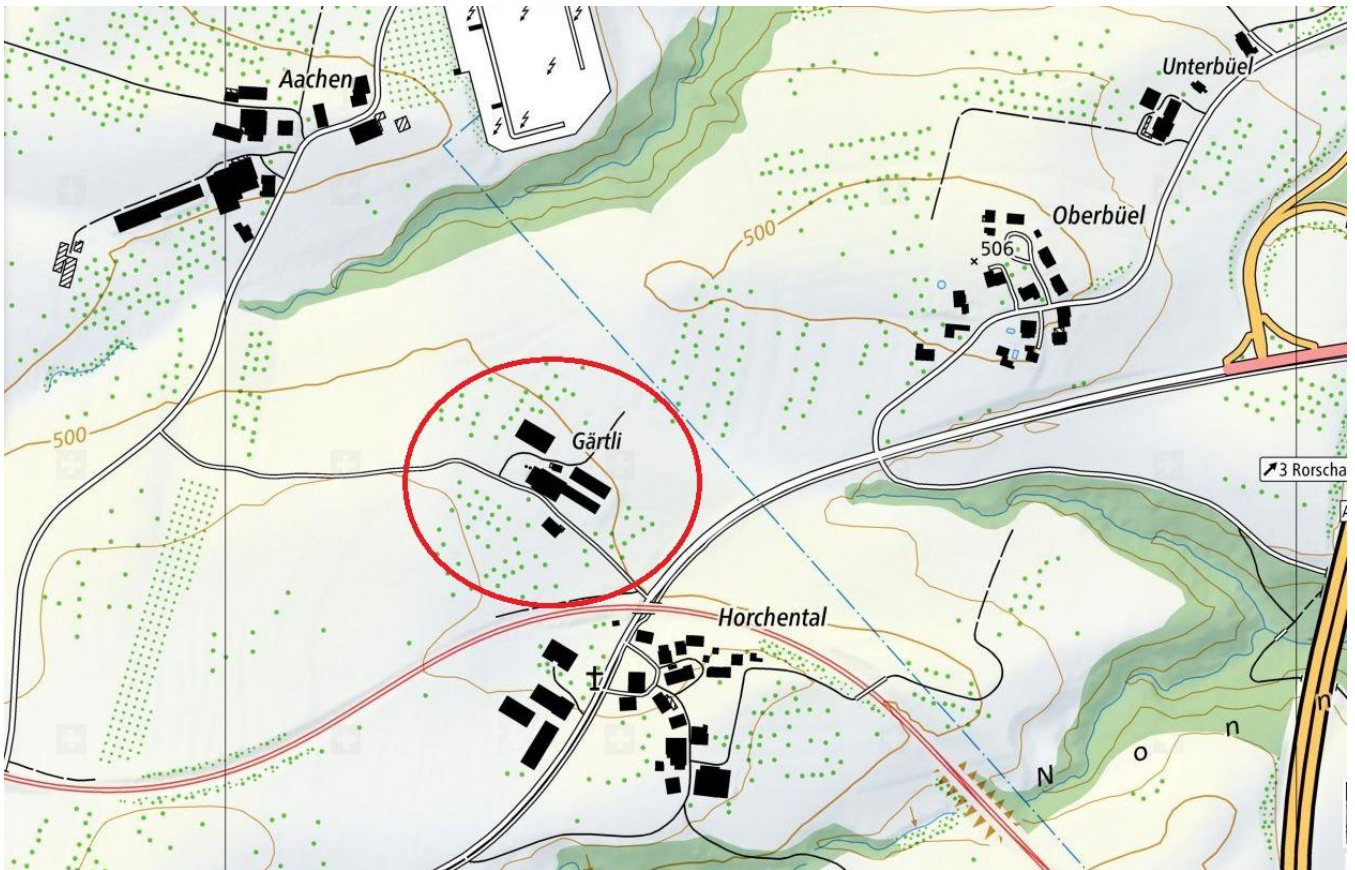 Aachen
Unterbüel
Oberbüel
500
506
Gärtli
500
3 Rorscha
Horchental
N o n n